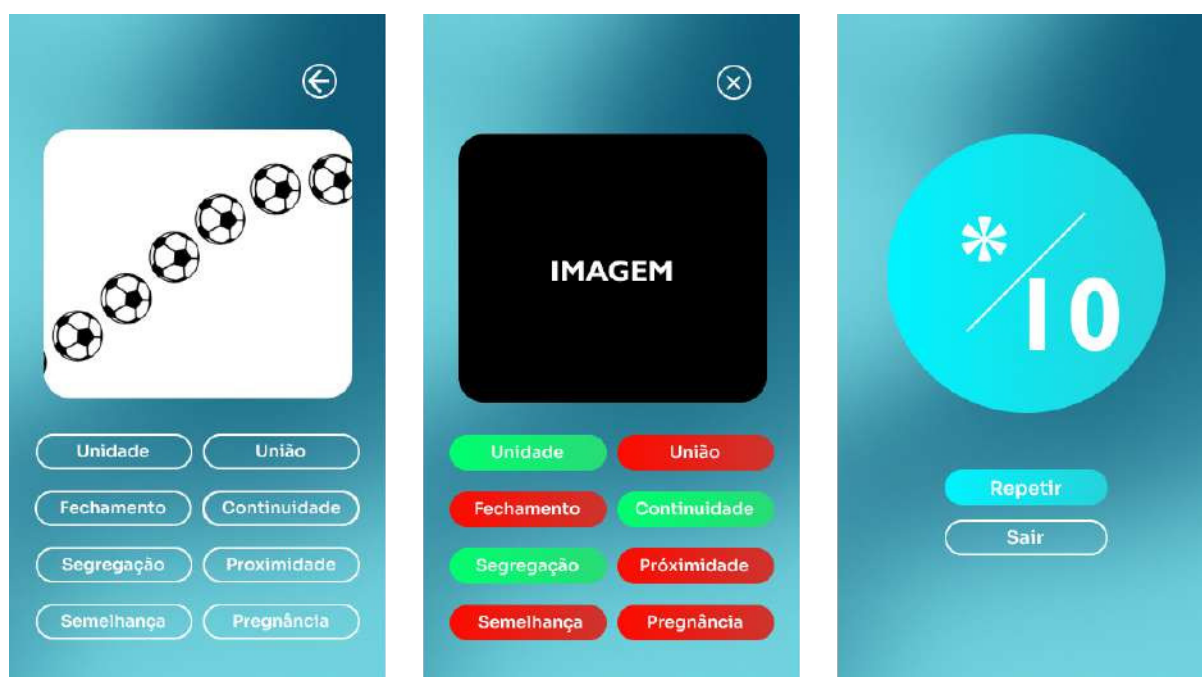 Unidade União
Fechamento Continuidade
Segregação Proximidade
Semelhança Pregnância
IMAGEM
Unidade União
Fechamento Continuidade
Segregação Próximidade
Semelhança Pregnância
*/10
Repetir
Sair